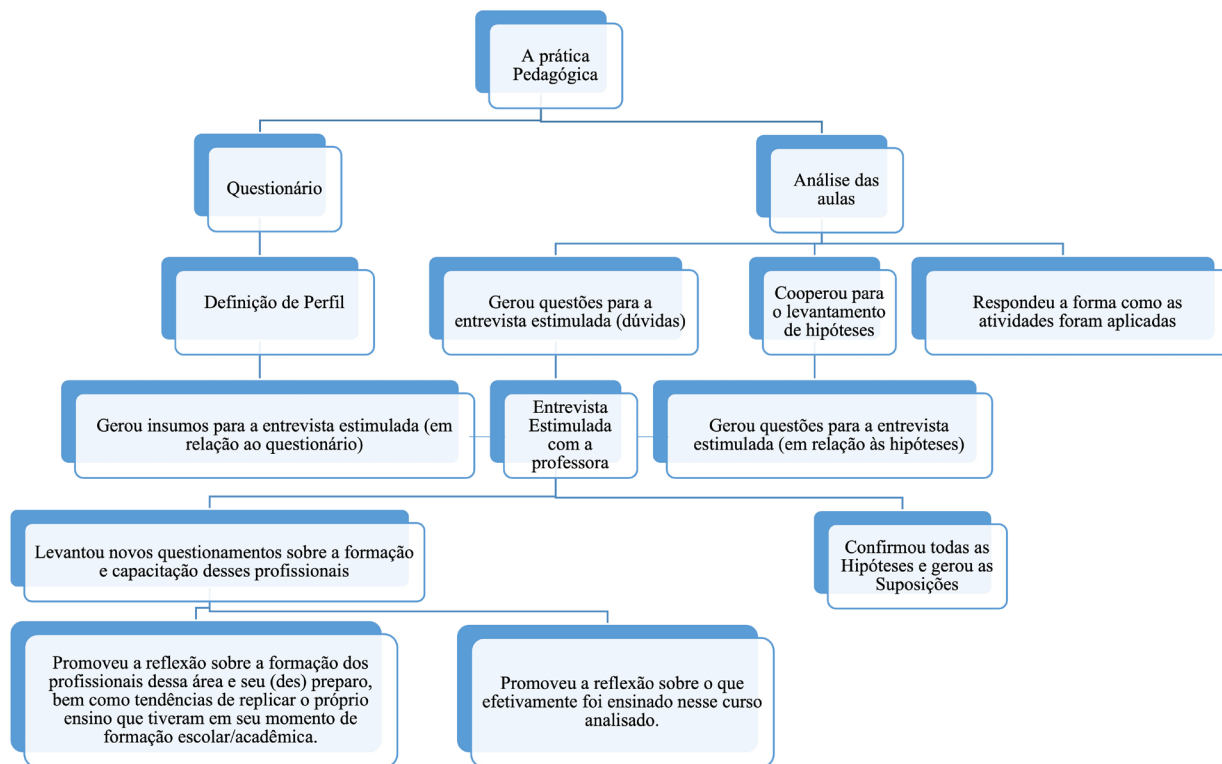 A prática
Pedagógica
Questionário
Análise das
aulas
Definição de Perfil
Gerou questões para a
entrevista estimulada (dúvidas)
Cooperou para
o levantamento
de hipóteses
Respondeu a forma como as
atividades foram aplicadas
Gerou insumos para a entrevista estimulada (em
relação ao questionário)
Entrevista
Estimulada
com a
professora
Gerou questões para a entrevista
estimulada (em relação às hipóteses)
Levantou novos questionamentos sobre a formação
e capacitação desses profissionais
Confirmou todas as
Hipóteses e gerou as
Suposições
Promoveu a reflexão sobre a formação dos
profissionais dessa área e seu (des) preparo,
bem como tendências de replicar o próprio
ensino que tiveram em seu momento de
formação escolar/acadêmica.
Promoveu a reflexão sobre o que
efetivamente foi ensinado nesse curso
analisado.